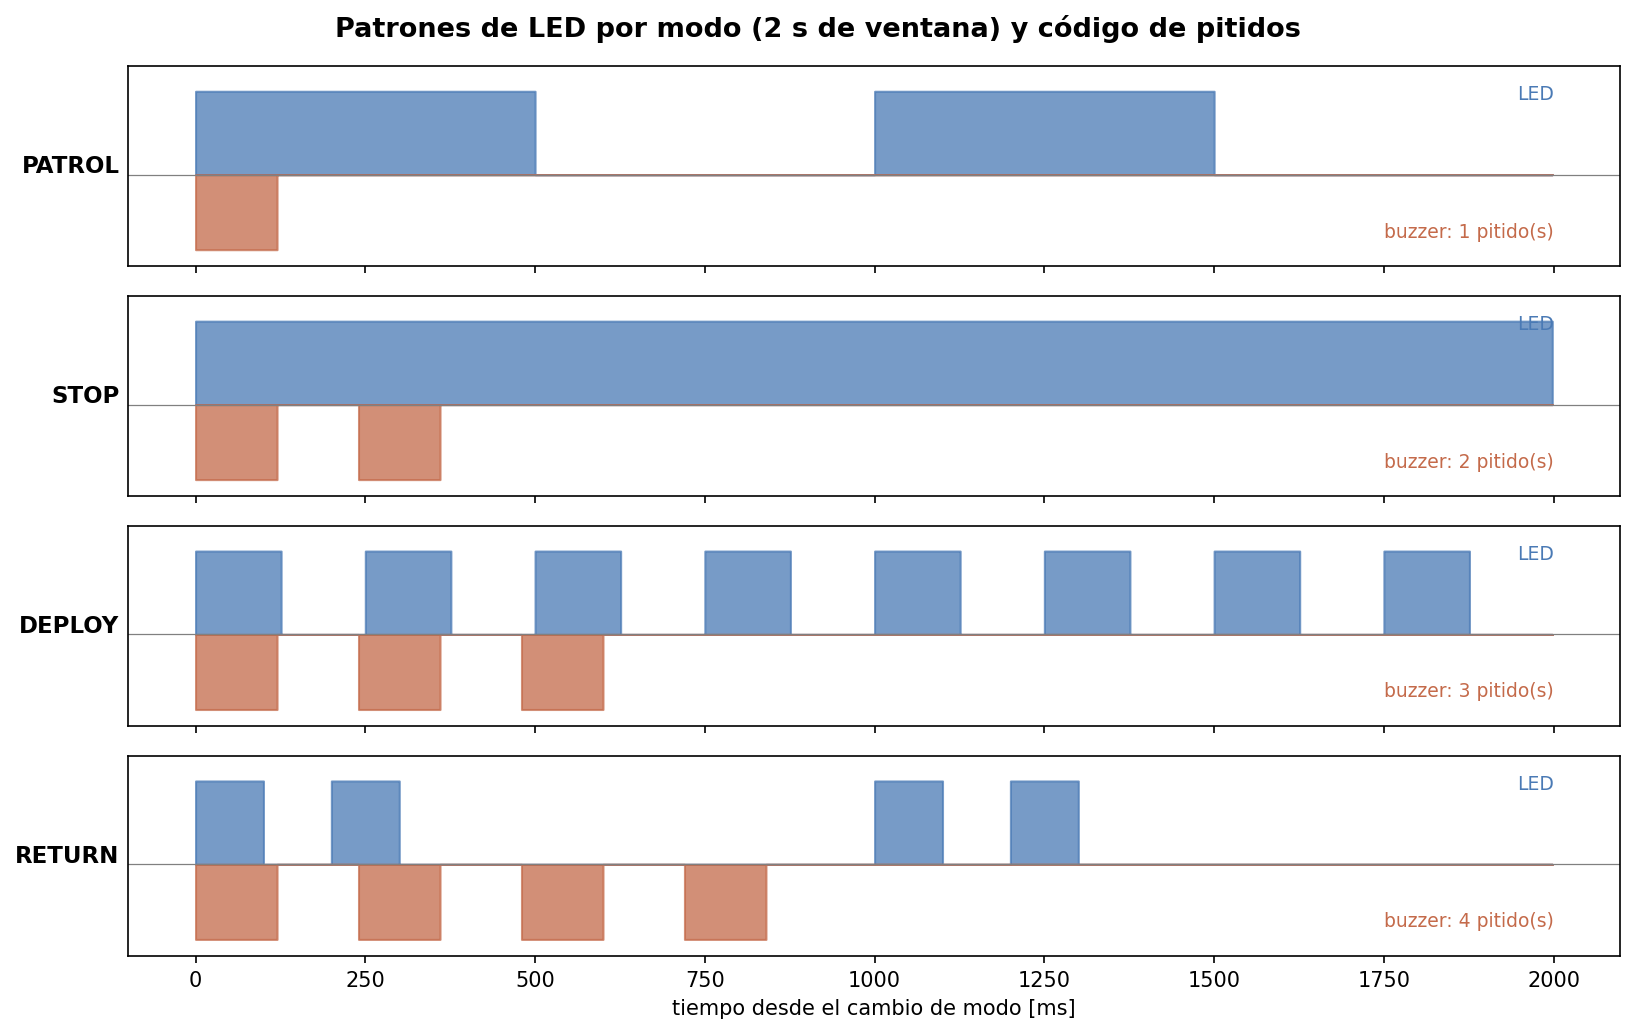 Patrones de LED por modo (2 s de ventana) y código de pitidos
LED
PATROL
buzzer: 1 pitido(s)
LED
STOP
buzzer: 2 pitido(s)
LED
DEPLOY
buzzer: 3 pitido(s)
LED
RETURN
buzzer: 4 pitido(s)
0 250 500 750 1000 1250 1500 1750 2000
tiempo desde el cambio de modo [ms]